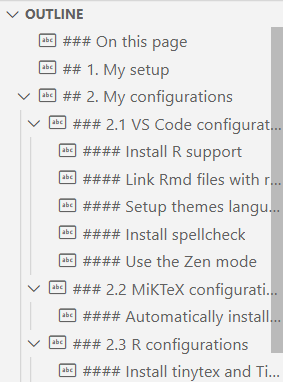 OUTLINE
abc ### On this page
abc ## 1. My setup
abc ## 2. My configurations
abc ### 2.1 VS Code configurat...
abc #### Install R support
abc #### Link Rmd files with r...
abc #### Setup themes langu...
abc #### Install spellcheck
abc #### Use the Zen mode
abc ### 2.2 MiKTeX configurati...
abc #### Automatically install...
abc ### 2.3 R configurations
abc #### Install tinytex and Ti...